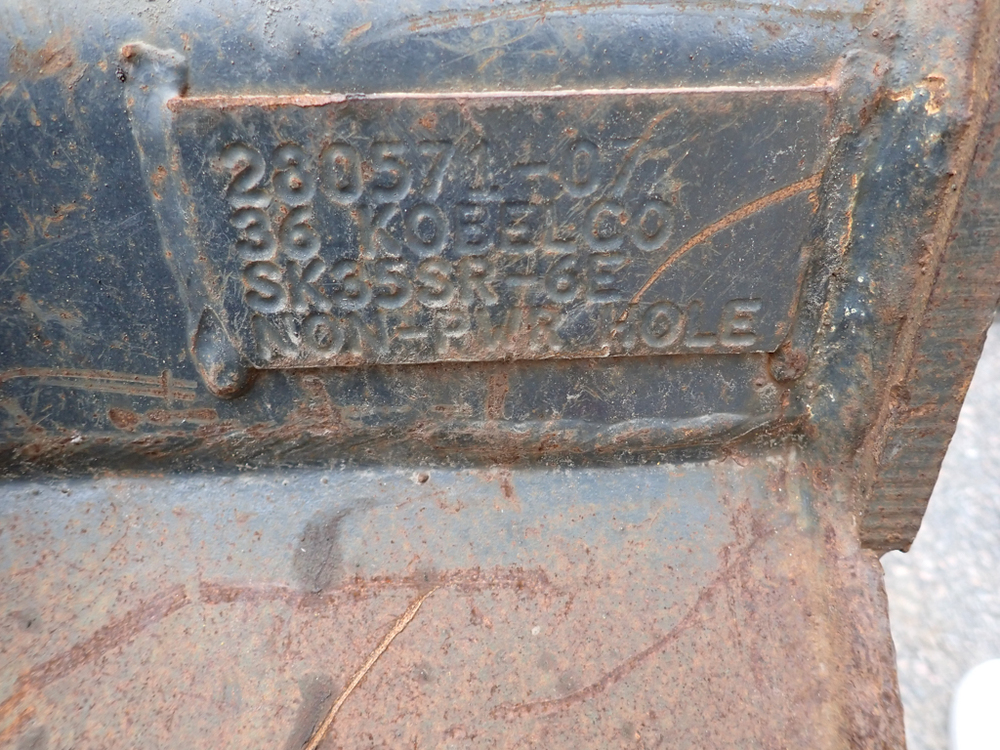 280571-07
36 KOBELCO
SK35SR-6E
NON-PWR HOLE